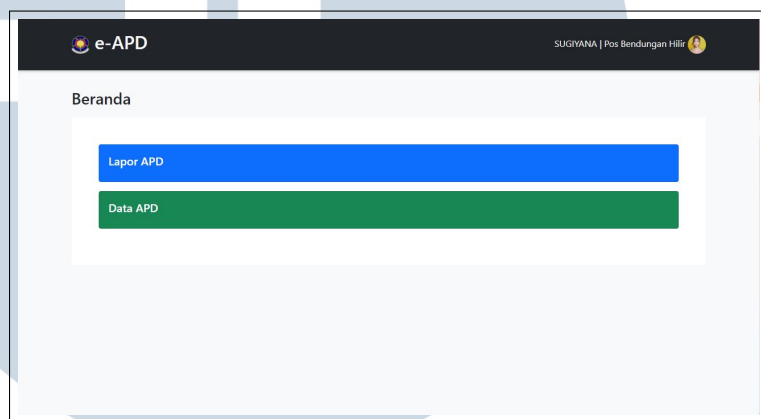 e-APD
SUGIYANA | Pos Bendungan Hilir
Beranda
Lapor APD
Data APD